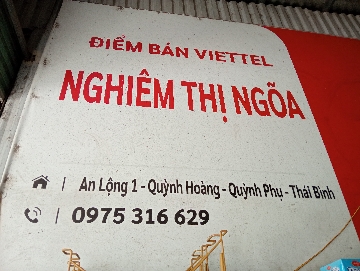 ĐIỂM BÁN VIETTEL
NGHIÊM THỊ NGÕA
An Lộng 1 - Quỳnh Hoàng - Quỳnh Phụ - Thái Bình
0975 316 629